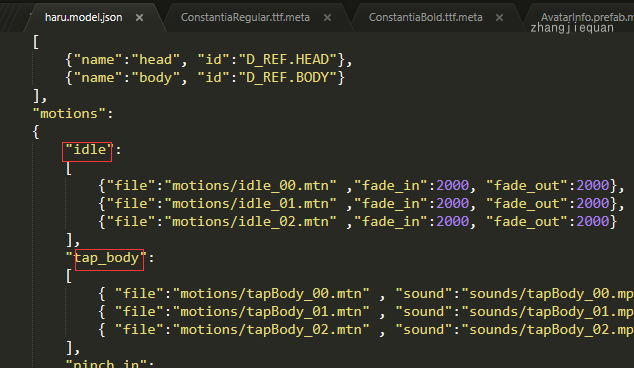 haru.model.json × ConstantiaRegular.ttf.meta × ConstantiaBold.ttf.meta × AvatarInfo.prefab.m
zhangjiequan
[
{"name":"head", "id":"D_REF.HEAD"},
{"name":"body", "id":"D_REF.BODY"}
],
"motions":
{
"idle":
[
{"file":"motions/idle_00.mtn" ,"fade_in":2000, "fade_out":2000},
{"file":"motions/idle_01.mtn" ,"fade_in":2000, "fade_out":2000},
{"file":"motions/idle_02.mtn" ,"fade_in":2000, "fade_out":2000}
],
"tap_body":
[
{ "file":"motions/tapBody_00.mtn" , "sound":"sounds/tapBody_00.mp
{ "file":"motions/tapBody_01.mtn" , "sound":"sounds/tapBody_01.mp
{ "file":"motions/tapBody_02.mtn" , "sound":"sounds/tapBody_02.mp
],
"pinch_in":